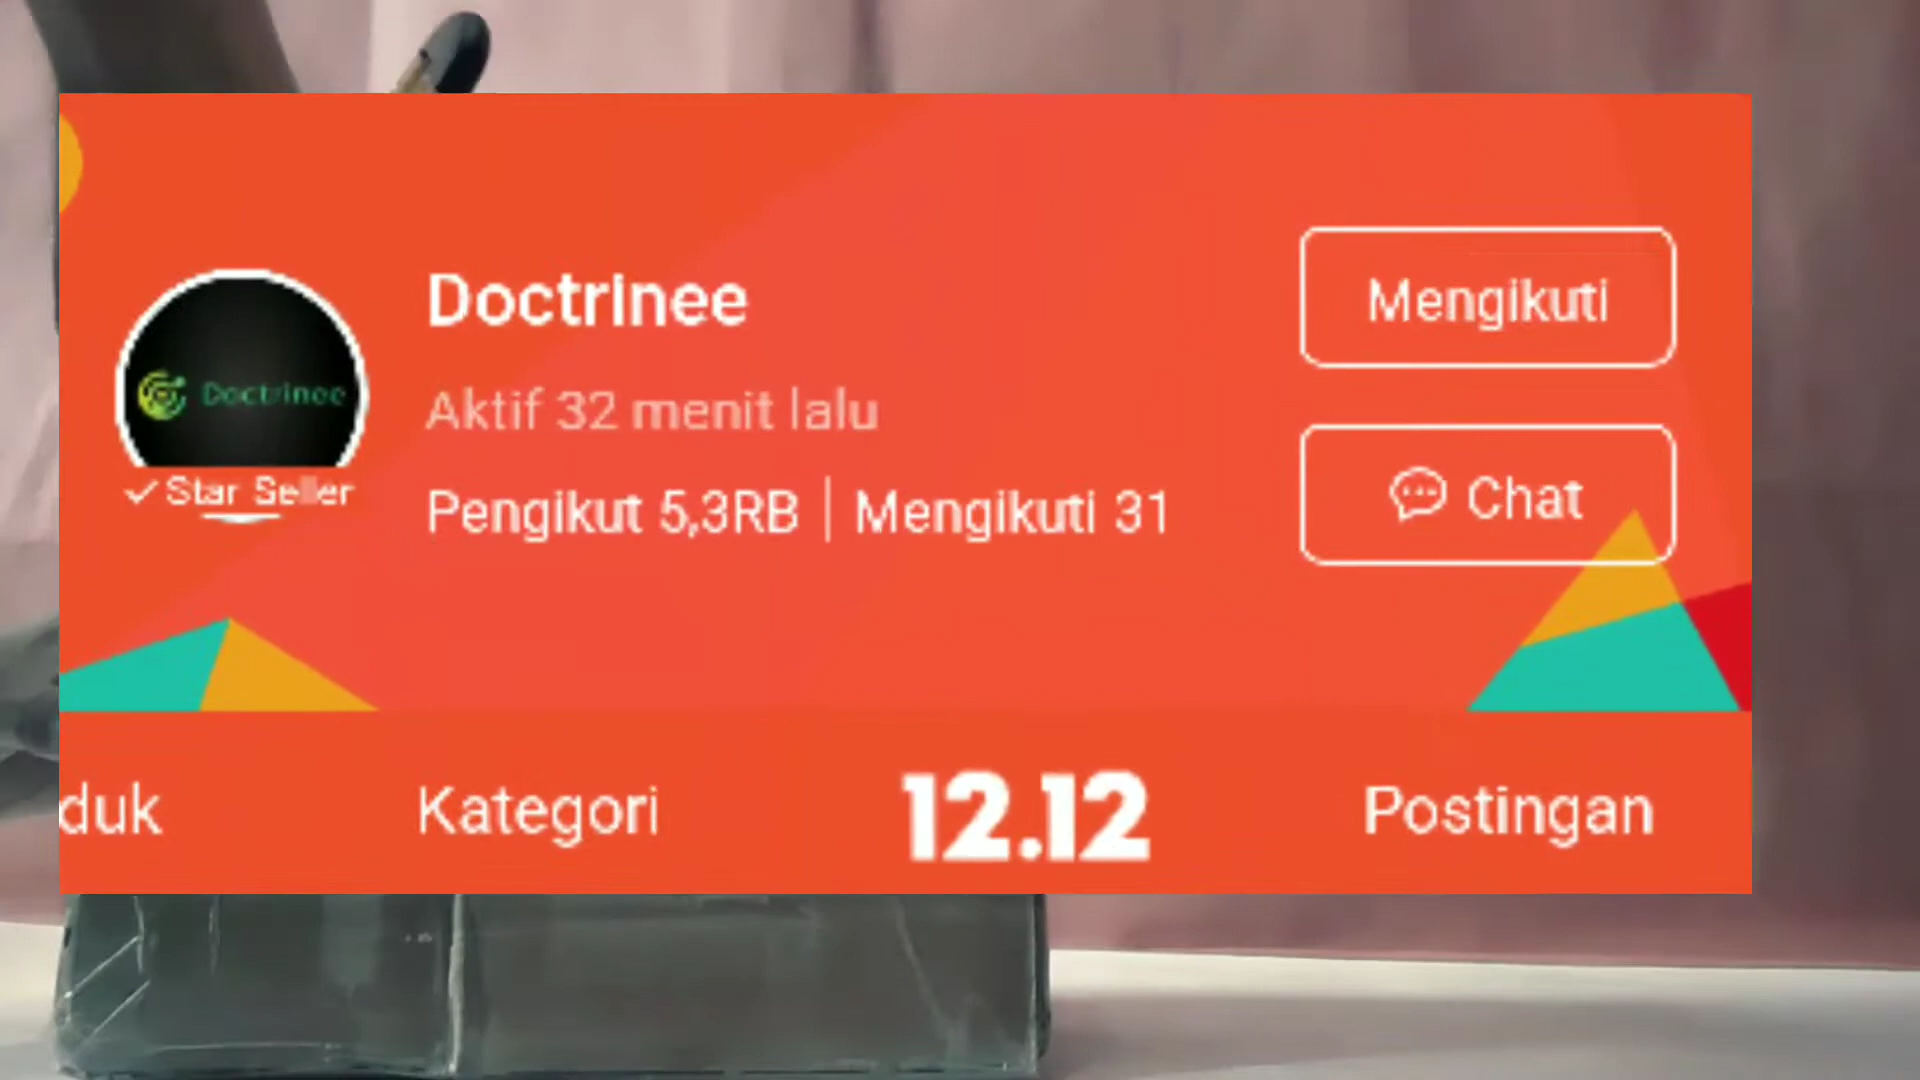 Doctrinee
Aktif 32 menit lalu
Pengikut 5,3RB | Mengikuti 31
Doctrinee
Star Seller
Mengikuti
Chat
duk
Kategori
12.12
Postingan